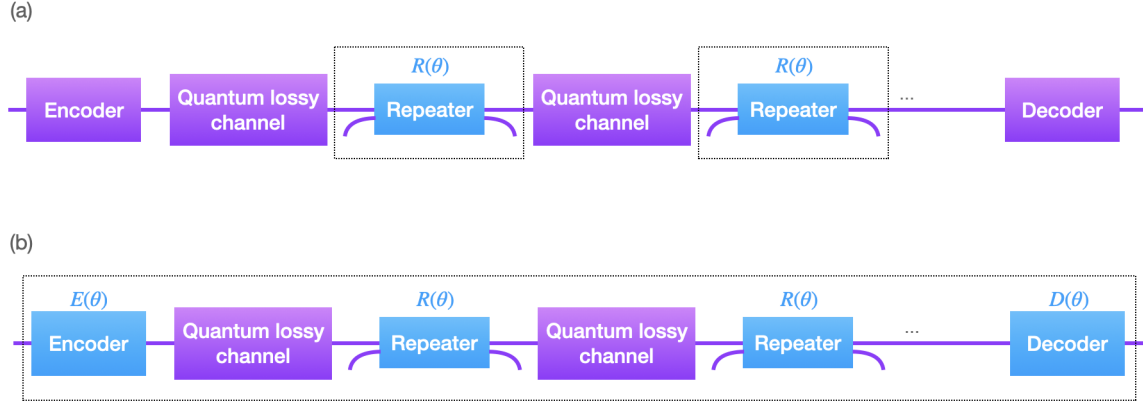 (a)
R(θ)
R(θ)
Encoder
Quantum lossy
channel
Repeater
Quantum lossy
channel
Repeater
...
Decoder
(b)
E(θ)
R(θ)
R(θ)
D(θ)
Encoder
Quantum lossy
channel
Repeater
Quantum lossy
channel
Repeater
...
Decoder